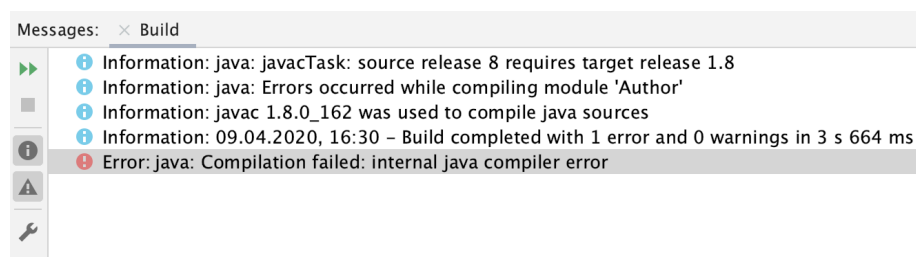 Messages: × Build
Information: java: javacTask: source release 8 requires target release 1.8
Information: java: Errors occurred while compiling module 'Author'
Information: javac 1.8.0_162 was used to compile java sources
Information: 09.04.2020, 16:30 – Build completed with 1 error and 0 warnings in 3 s 664 ms
Error: java: Compilation failed: internal java compiler error